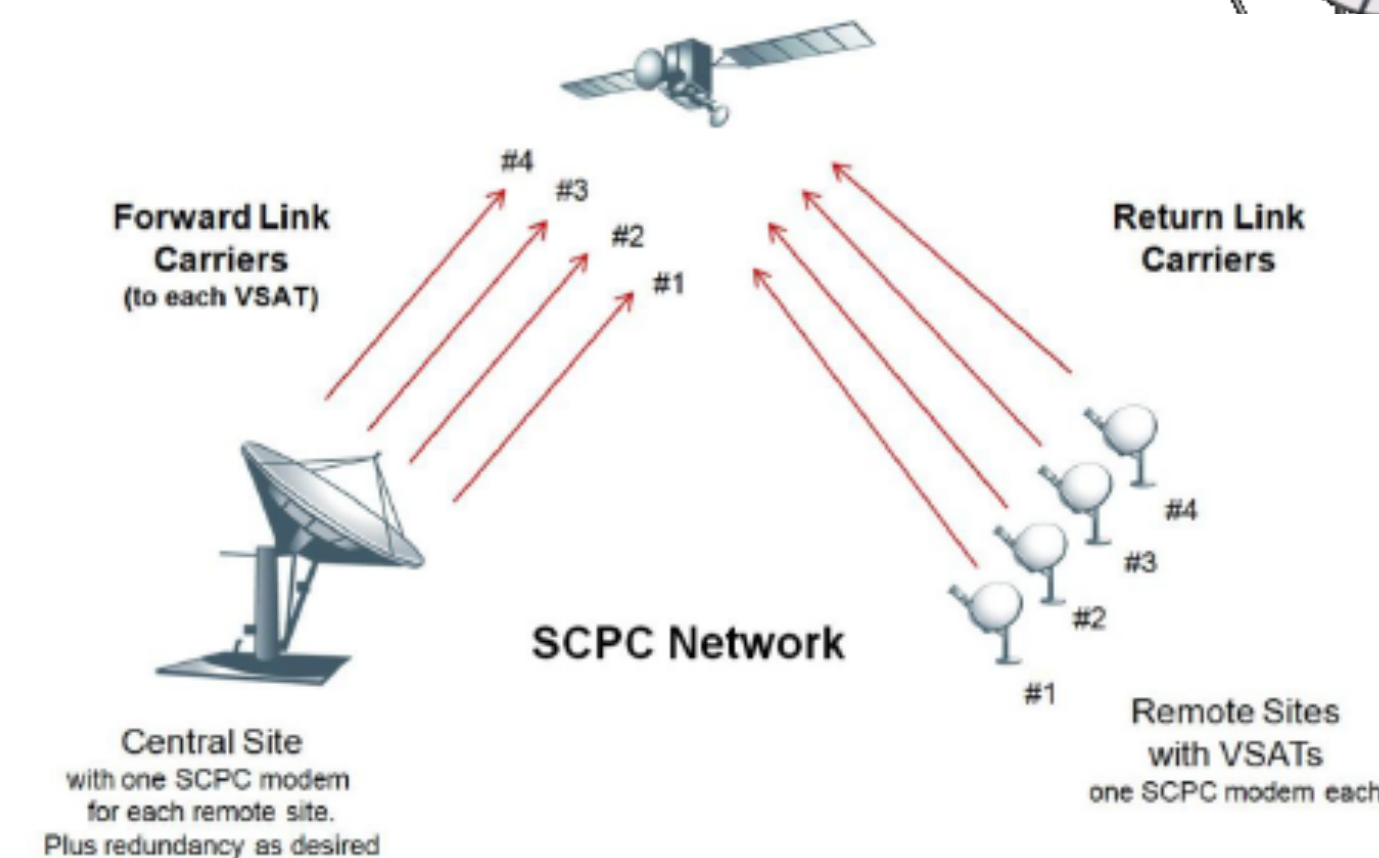 #4
#3
#2
#1
Forward Link
Carriers
(to each VSAT)
Return Link
Carriers
#4
#3
#2
#1
SCPC Network
Central Site
with one SCPC modem
for each remote site.
Plus redundancy as desired
Remote Sites
with VSATs
one SCPC modem each